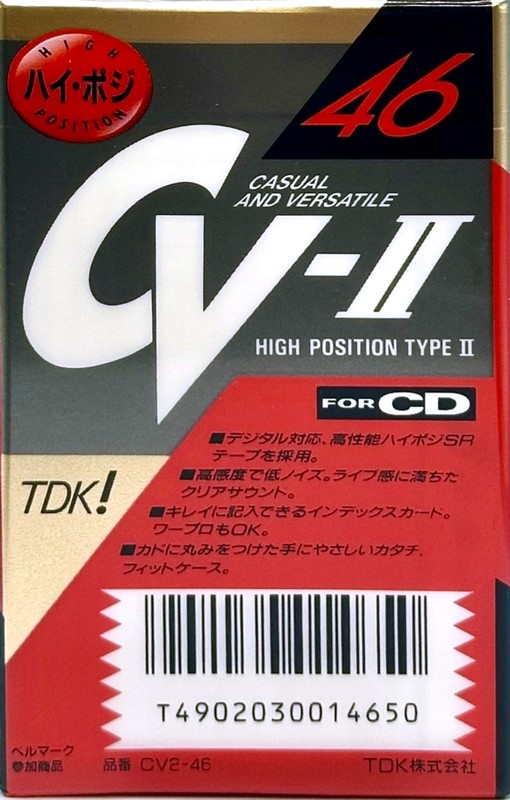 HIGH
ハイ・ポジ
POSITION
46
CASUAL
AND VERSATILE
CV-II
HIGH POSITION TYPE II
FOR CD
■デジタル対応、高性能ハイポジSR
テープを採用。
■高感度で低ノイズ。ライブ感に満ちた
クリアサウンド。
■キレイに記入できるインデックスカード。
ワープロもOK。
■カドに丸みをつけた手にやさしいカタチ、
フィットケース。
TDK!
T4902030014650
ベルマーク
参加商品
品番 CV2-46
TDK株式会社